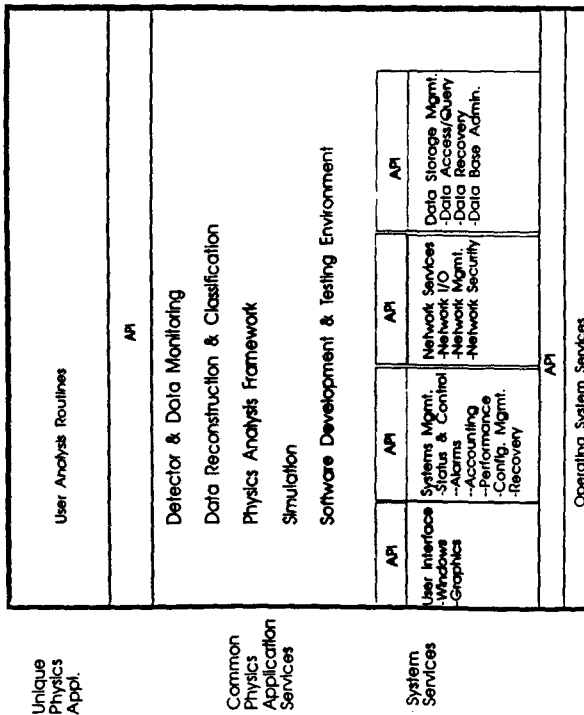 Unique
Physics
Appl.
User Analysis Routines
API
Common
Physics
Application
Services
Detector & Data Monitoring
Data Reconstruction & Classification
Physics Analysis Framework
Simulation
Software Development & Testing Environment
System
Services
API
User Interface
-Windows
-Graphics
API
Systems Mgmt.
-Status & Control
--Alarms
--Accounting
--Performance
-Config. Mgmt.
-Recovery
API
Network Services
-Network I/O
-Network Mgmt.
-Network Security
API
Data Storage Mgmt.
-Data Access/Query
-Data Recovery
-Data Base Admin.
API
Operating System Services